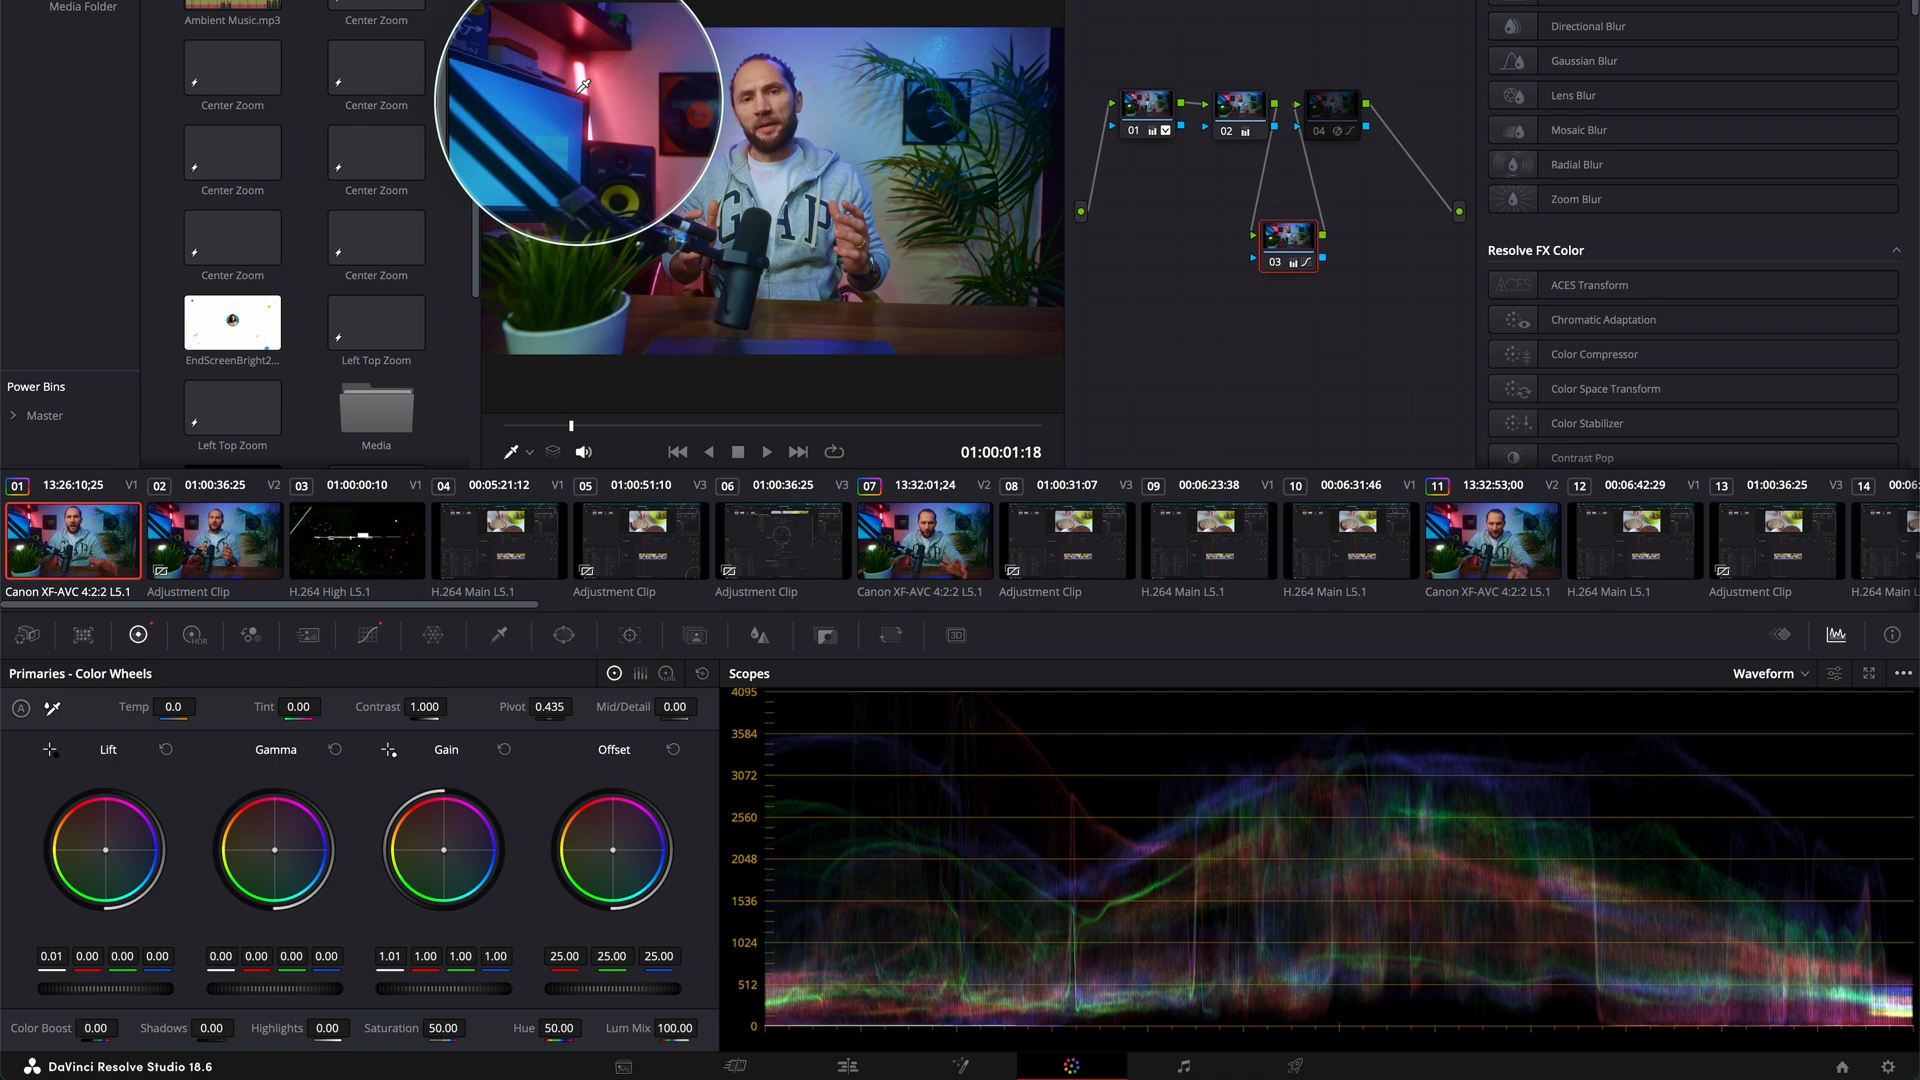 Media Folder
Ambient Music.mp3
Center Zoom
Center Zoom
Center Zoom
Center Zoom
Center Zoom
Center Zoom
Center Zoom
EndScreenBright2...
Left Top Zoom
Left Top Zoom
Media
Power Bins
Master
GAP
01:00:01:18
01
02
04
03
Directional Blur
Gaussian Blur
Lens Blur
Mosaic Blur
Radial Blur
Zoom Blur
Resolve FX Color
ACES
ACES Transform
Chromatic Adaptation
Color Compressor
Color Space Transform
Color Stabilizer
Contrast Pop
01 13:26:10;25 V1
02 01:00:36:25 V2
03 01:00:00:10 V1
04 00:05:21:12 V1
05 01:00:51:10 V3
06 01:00:36:25 V3
07 13:32:01;24 V2
08 01:00:31:07 V3
09 00:06:23:38 V1
10 00:06:31:46 V1
11 13:32:53;00 V2
12 00:06:42:29 V1
13 01:00:36:25 V3
14 00:06:
Canon XF-AVC 4:2:2 L5.1
Adjustment Clip
H.264 High L5.1
H.264 Main L5.1
Adjustment Clip
Adjustment Clip
Canon XF-AVC 4:2:2 L5.1
Adjustment Clip
H.264 Main L5.1
H.264 Main L5.1
Canon XF-AVC 4:2:2 L5.1
H.264 Main L5.1
Adjustment Clip
H.264 Main L
HDR
3D
Primaries - Color Wheels
LOG
A
Temp 0.0
Tint 0.00
Contrast 1.000
Pivot 0.435
Mid/Detail 0.00
Lift
Gamma
Gain
Offset
0.01 0.00 0.00 0.00
0.00 0.00 0.00 0.00
1.01 1.00 1.00 1.00
25.00 25.00 25.00
Color Boost 0.00
Shadows 0.00
Highlights 0.00
Saturation 50.00
Hue 50.00
Lum Mix 100.00
Scopes
Waveform
4095
3584
3072
2560
2048
1536
1024
512
0
DaVinci Resolve Studio 18.6